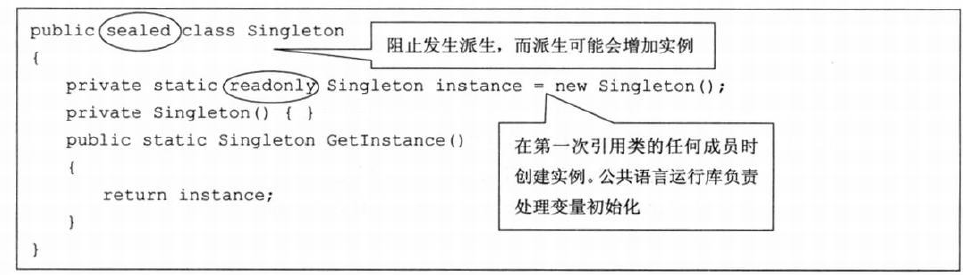 public sealed class Singleton
阻止发生派生，而派生可能会增加实例
{
private static readonly Singleton instance = new Singleton();
private Singleton() { }
public static Singleton GetInstance()
在第一次引用类的任何成员时
创建实例。公共语言运行库负责
处理变量初始化
{
return instance;
}
}